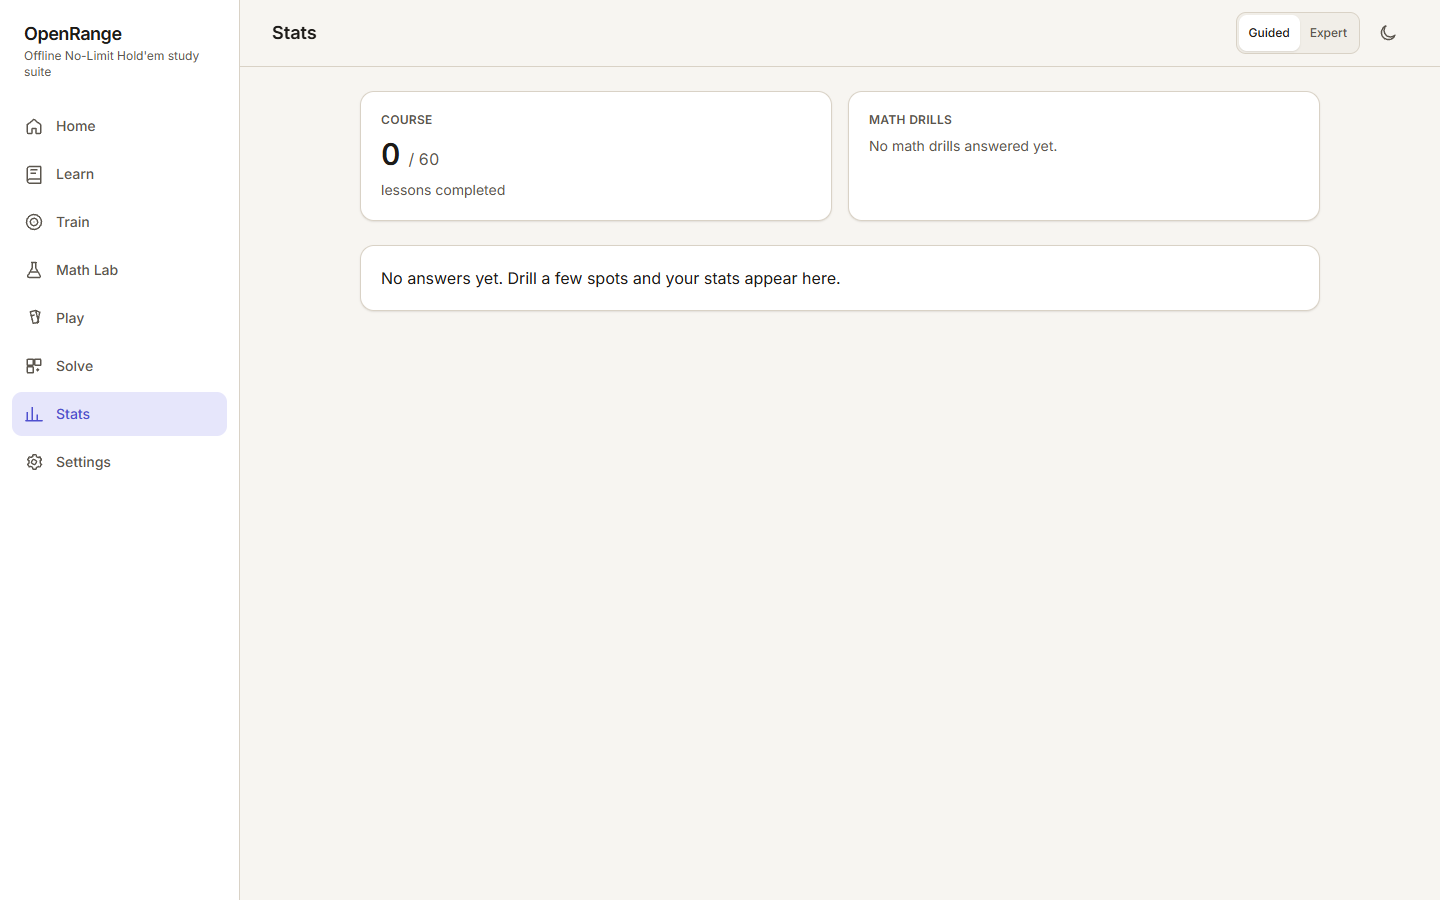 OpenRange
Offline No-Limit Hold'em study
suite
Home
Learn
Train
Math Lab
Play
Solve
Stats
Settings
Stats
Guided
Expert
COURSE
0 / 60
lessons completed
MATH DRILLS
No math drills answered yet.
No answers yet. Drill a few spots and your stats appear here.